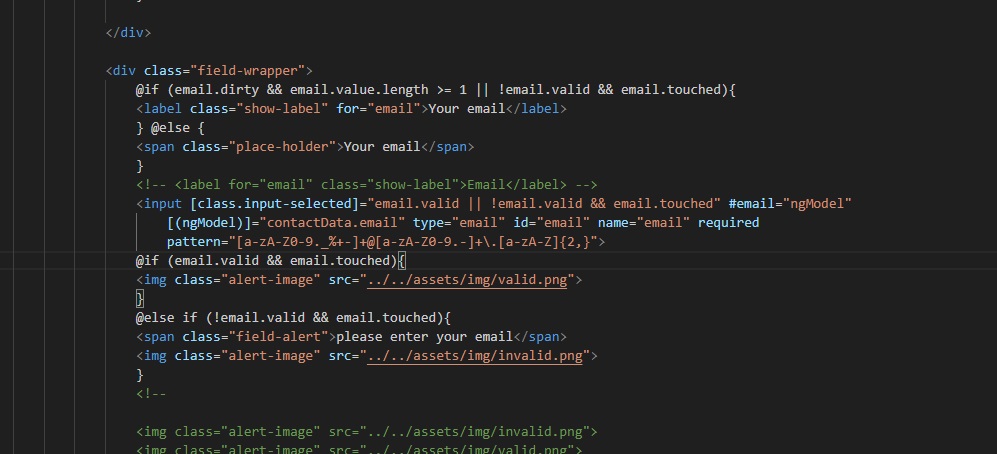 </div>
<div class="field-wrapper">
@if (email.dirty && email.value.length >= 1 || !email.valid && email.touched){
<label class="show-label" for="email">Your email</label>
} @else {
<span class="place-holder">Your email</span>
}
<!-- <label for="email" class="show-label">Email</label> -->
<input [class.input-selected]="email.valid || !email.valid && email.touched" #email="ngModel"
[(ngModel)]="contactData.email" type="email" id="email" name="email" required
pattern="[a-zA-Z0-9._%+-]+@[a-zA-Z0-9.-]+\.[a-zA-Z]{2,}">
@if (email.valid && email.touched){
<img class="alert-image" src="../../assets/img/valid.png">
}
@else if (!email.valid && email.touched){
<span class="field-alert">please enter your email</span>
<img class="alert-image" src="../../assets/img/invalid.png">
}
<!--
<img class="alert-image" src="../../assets/img/invalid.png">
<img class="alert-image" src="../../assets/img/valid.png">